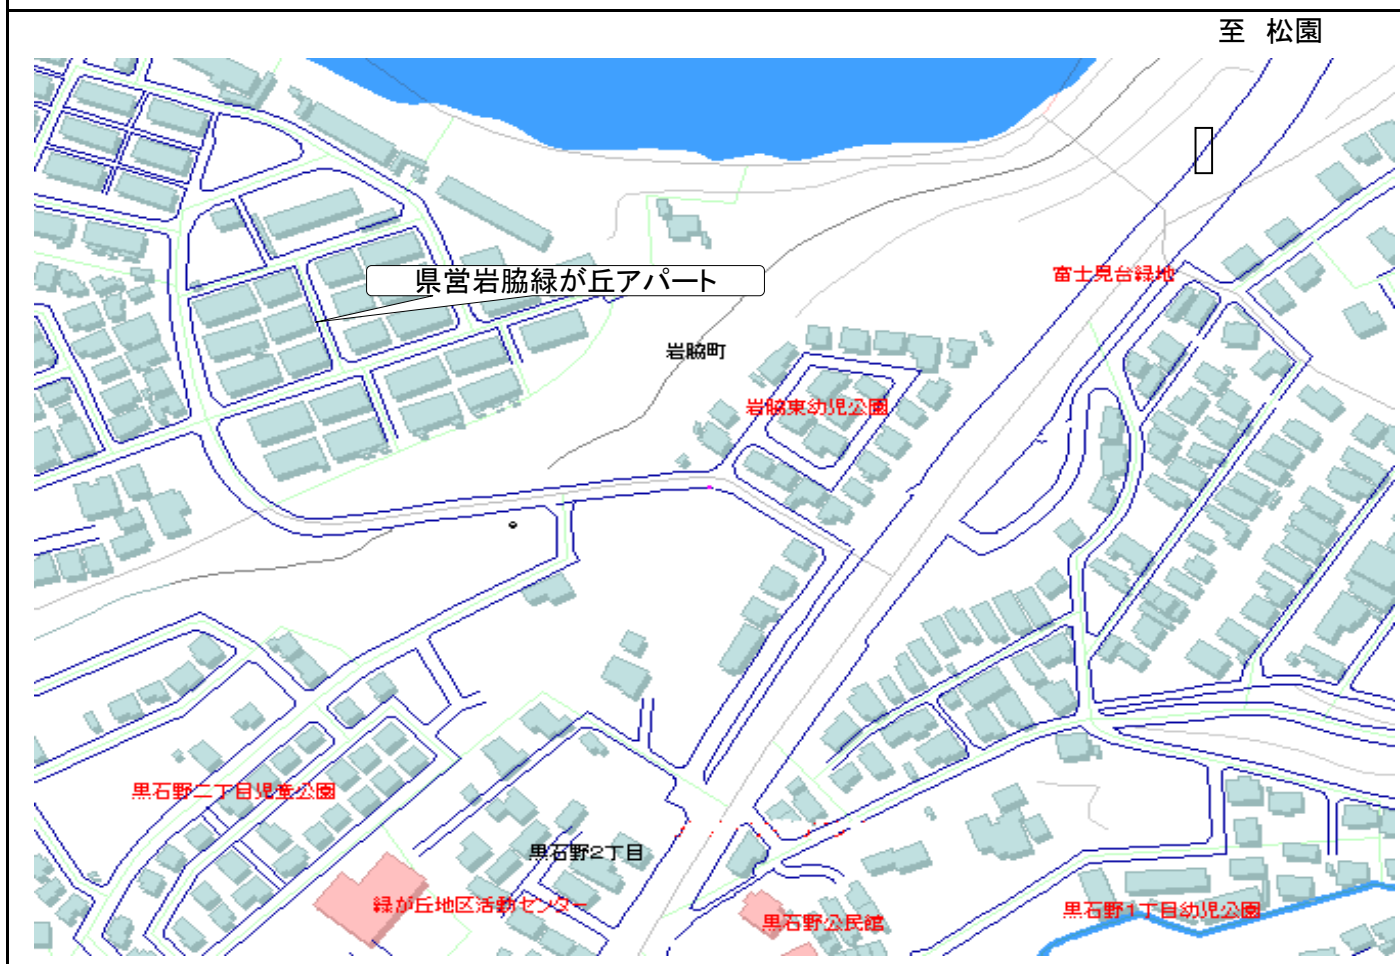 至 松園
富士見台緑地
県営岩脇緑が丘アパート
岩脇町
岩脇東幼児公園
黒石野二丁目児童公園
黒石野2丁目
緑が丘地区活動センター
黒石野公民館
黒石野1丁目幼児公園